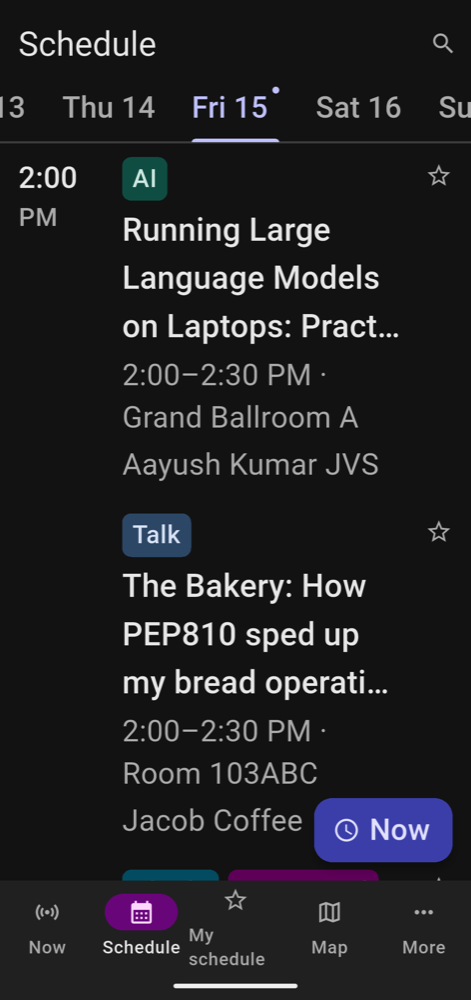 Schedule
13 Thu 14 Fri 15 Sat 16 Su
2:00
PM
AI
Running Large
Language Models
on Laptops: Pract…
2:00–2:30 PM ·
Grand Ballroom A
Aayush Kumar JVS
Talk
The Bakery: How
PEP810 sped up
my bread operati…
2:00–2:30 PM ·
Room 103ABC
Jacob Coffee
Now
Now
Schedule
My
schedule
Map
More